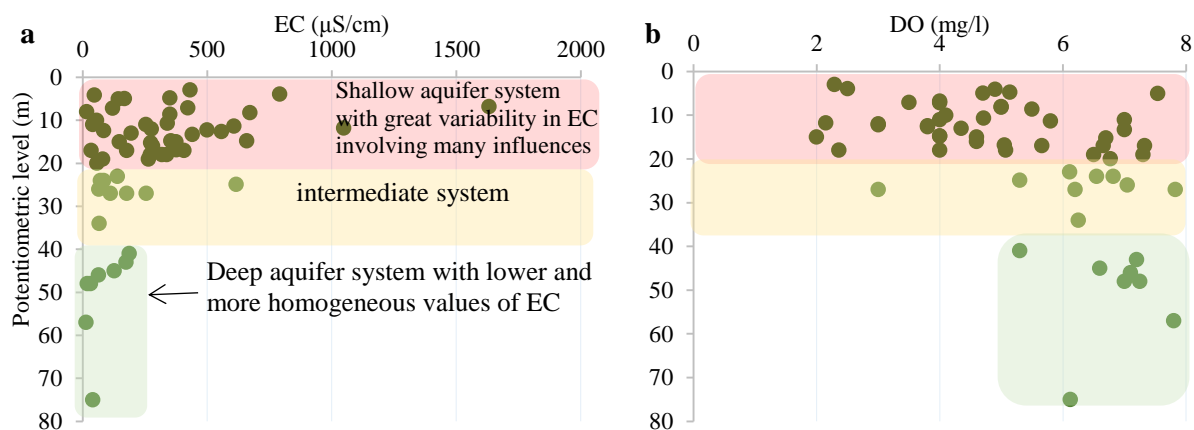 a
EC (µS/cm)
0 500 1000 1500 2000
Potentiometric level (m)
0
10
20
30
40
50
60
70
80
Shallow aquifer system
with great variability in EC
involving many influences
intermediate system
Deep aquifer system with lower and
more homogeneous values of EC
b
DO (mg/l)
0 2 4 6 8
0
10
20
30
40
50
60
70
80